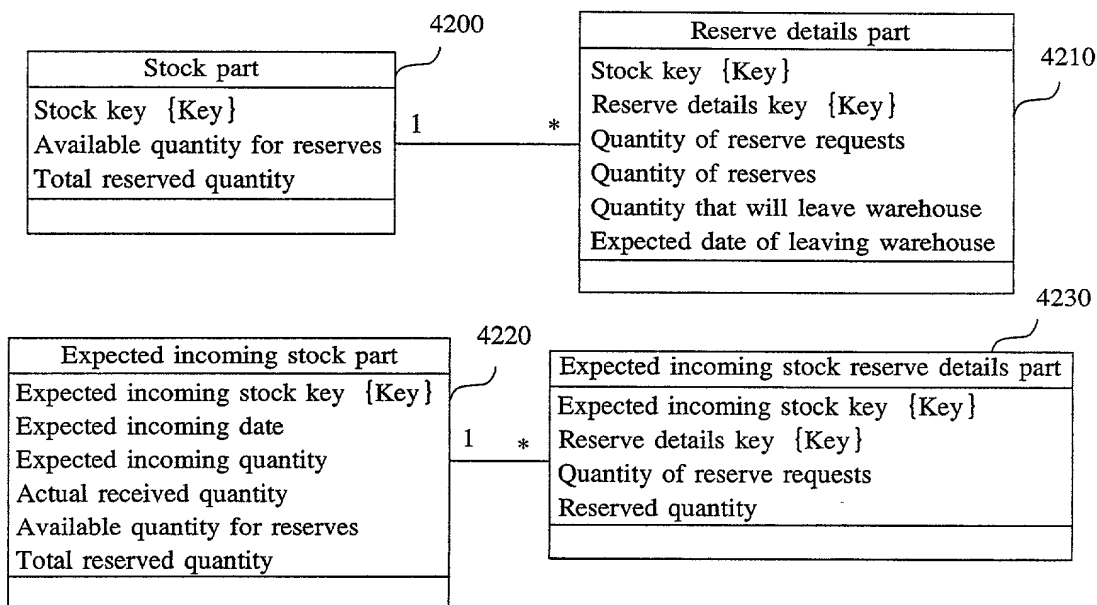 4200
Stock part
Stock key {Key}
Available quantity for reserves
Total reserved quantity
1 *
Reserve details part
4210
Stock key {Key}
Reserve details key {Key}
Quantity of reserve requests
Quantity of reserves
Quantity that will leave warehouse
Expected date of leaving warehouse
4220
Expected incoming stock part
Expected incoming stock key {Key}
Expected incoming date
Expected incoming quantity
Actual received quantity
Available quantity for reserves
Total reserved quantity
1 *
4230
Expected incoming stock reserve details part
Expected incoming stock key {Key}
Reserve details key {Key}
Quantity of reserve requests
Reserved quantity